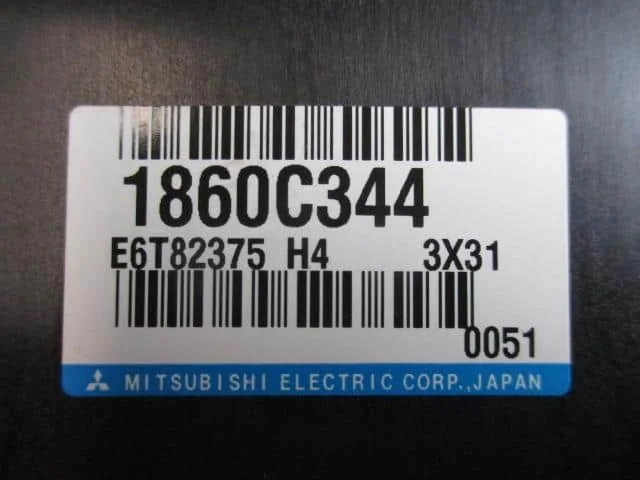 1860C344
E6T82375 H4 3X31
0051
MITSUBISHI ELECTRIC CORP.,JAPAN